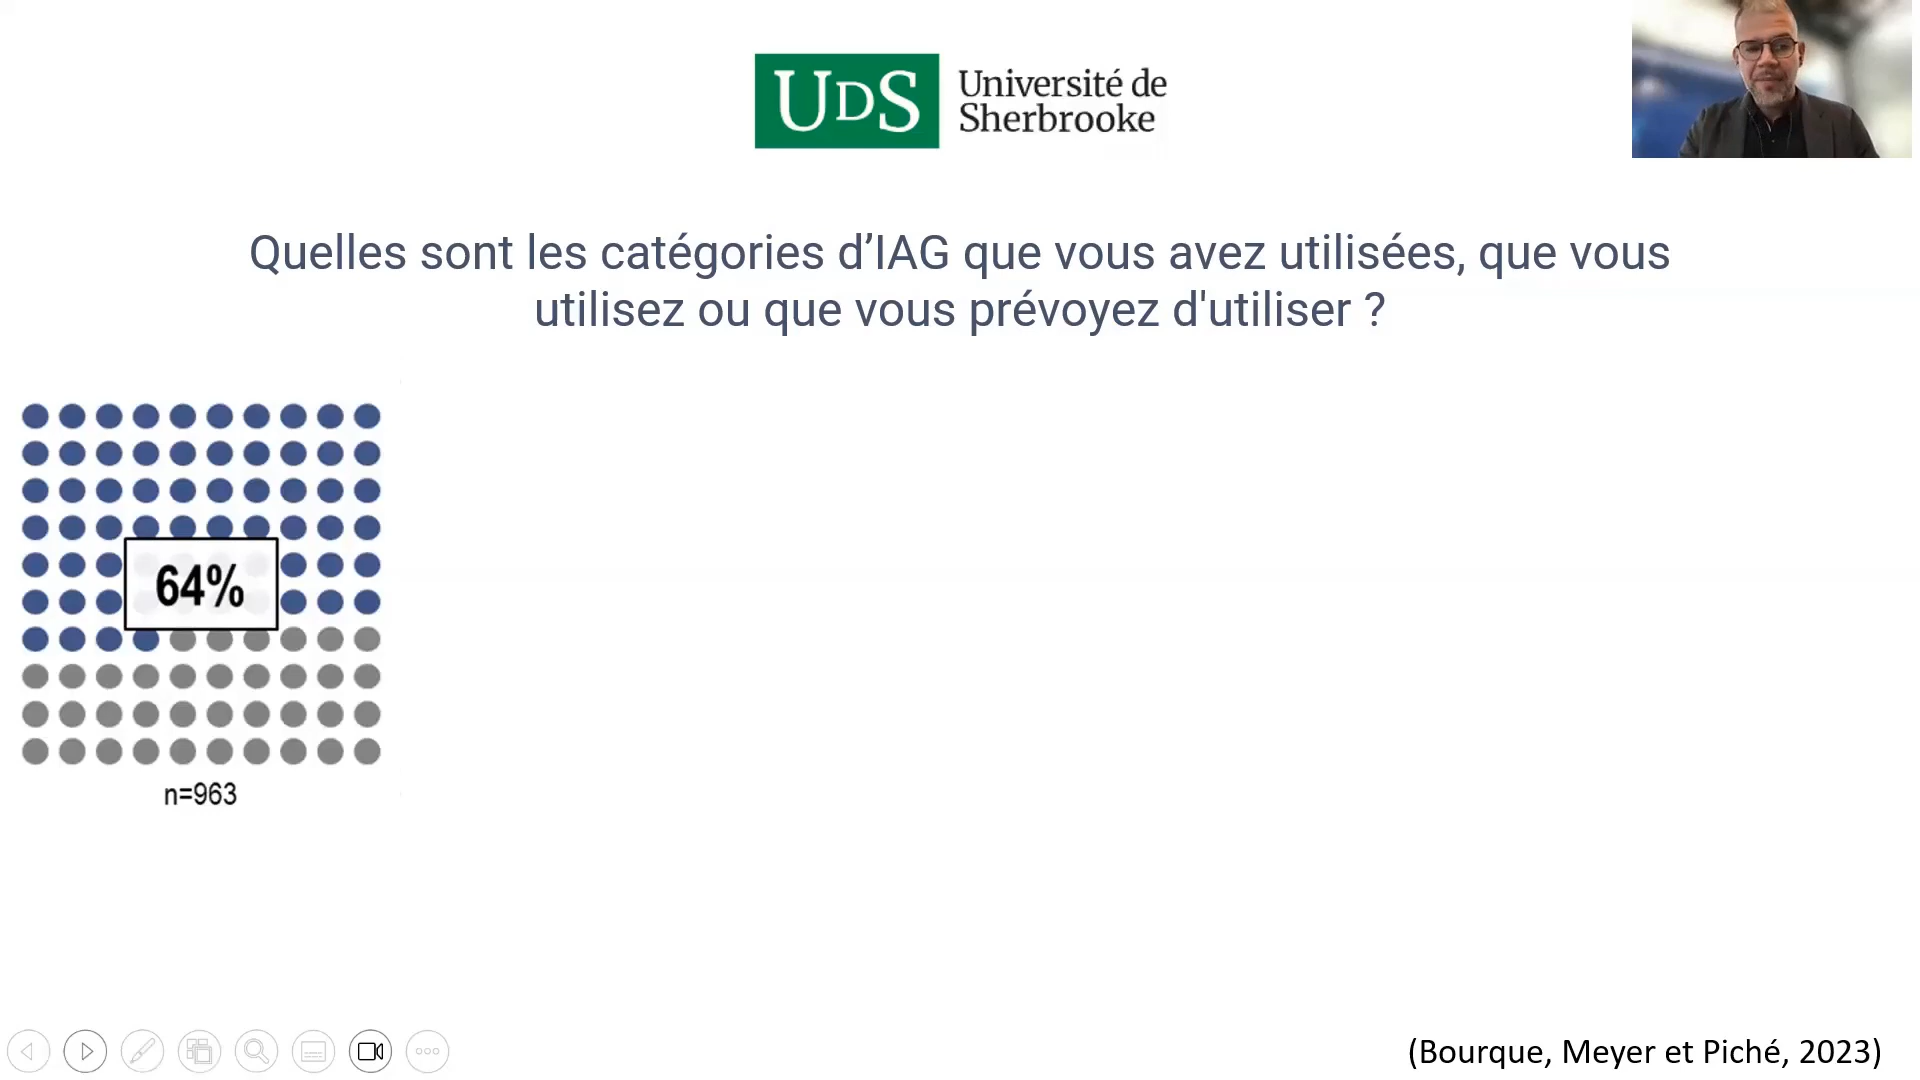 UDS Université de
Sherbrooke
Quelles sont les catégories d’IAG que vous avez utilisées, que vous
utilisez ou que vous prévoyez d'utiliser ?
64%
n=963
(Bourque, Meyer et Piché, 2023)